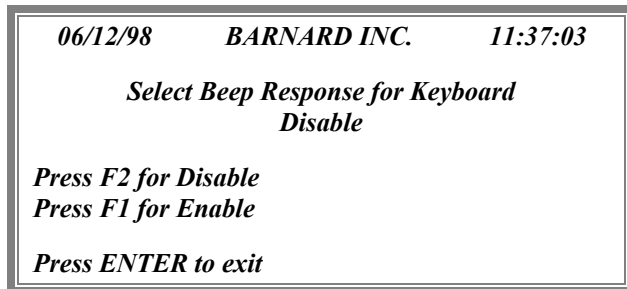 06/12/98 BARNARD INC. 11:37:03
Select Beep Response for Keyboard
Disable
Press F2 for Disable
Press F1 for Enable
Press ENTER to exit